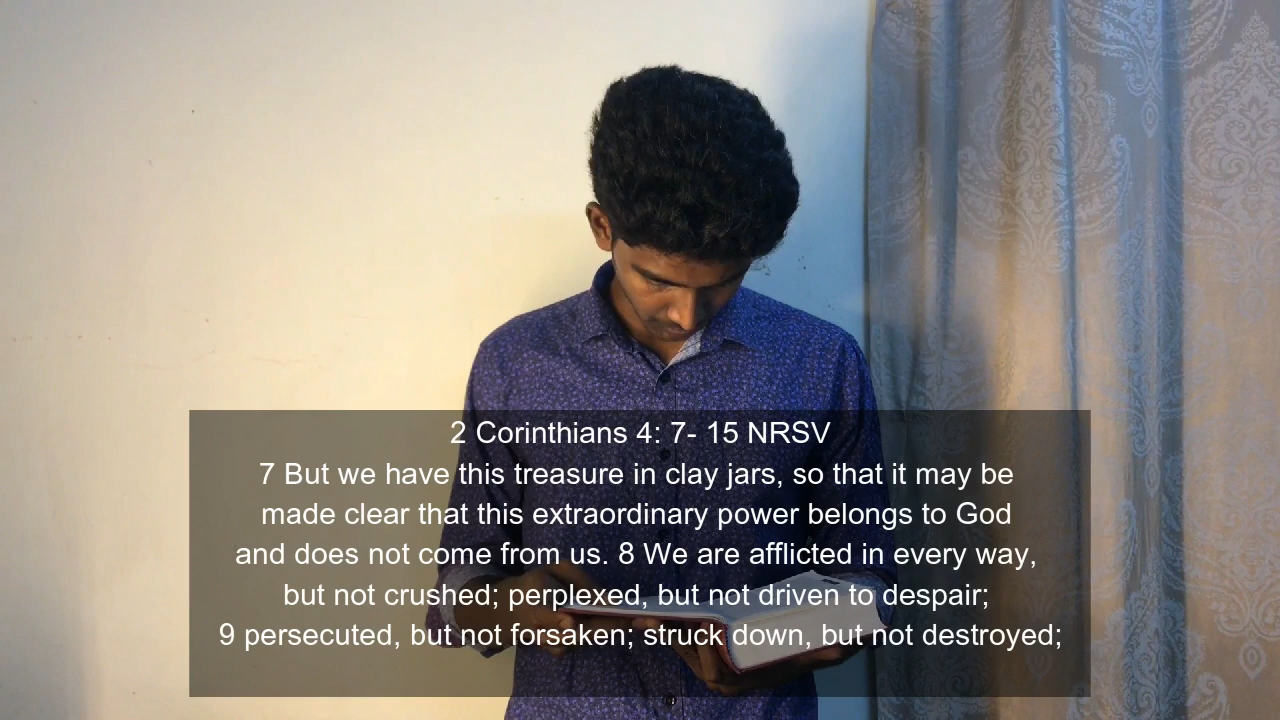 2 Corinthians 4: 7- 15 NRSV
7 But we have this treasure in clay jars, so that it may be
made clear that this extraordinary power belongs to God
and does not come from us. 8 We are afflicted in every way,
but not crushed; perplexed, but not driven to despair;
9 persecuted, but not forsaken; struck down, but not destroyed;